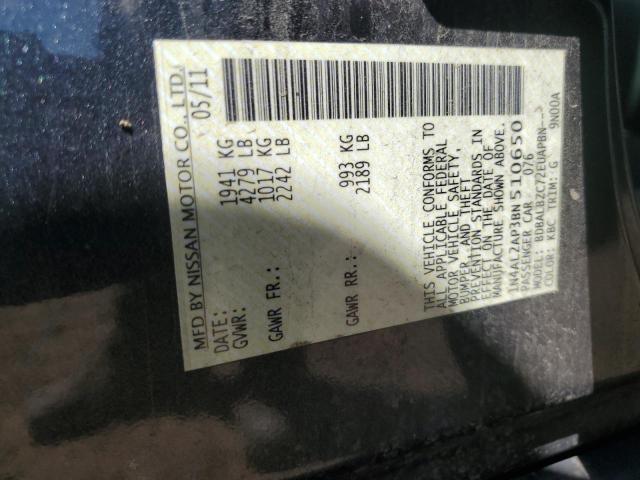 MFD BY NISSAN MOTOR CO., LTD.
DATE: 05/11
GVWR: 1941 KG
4279 LB
GAWR FR.: 1017 KG
2242 LB
GAWR RR.: 993 KG
2189 LB
THIS VEHICLE CONFORMS TO
ALL APPLICABLE FEDERAL
MOTOR VEHICLE SAFETY,
BUMPER, AND THEFT
PREVENTION STANDARDS IN
EFFECT ON THE DATE OF
MANUFACTURE SHOWN ABOVE.
1N4AL2AP3BN510650
PASSENGER CAR 076
MODEL: BDBALBZC7ZEUAPBN-->
COLOR: KBC TRIM: G 9N00A